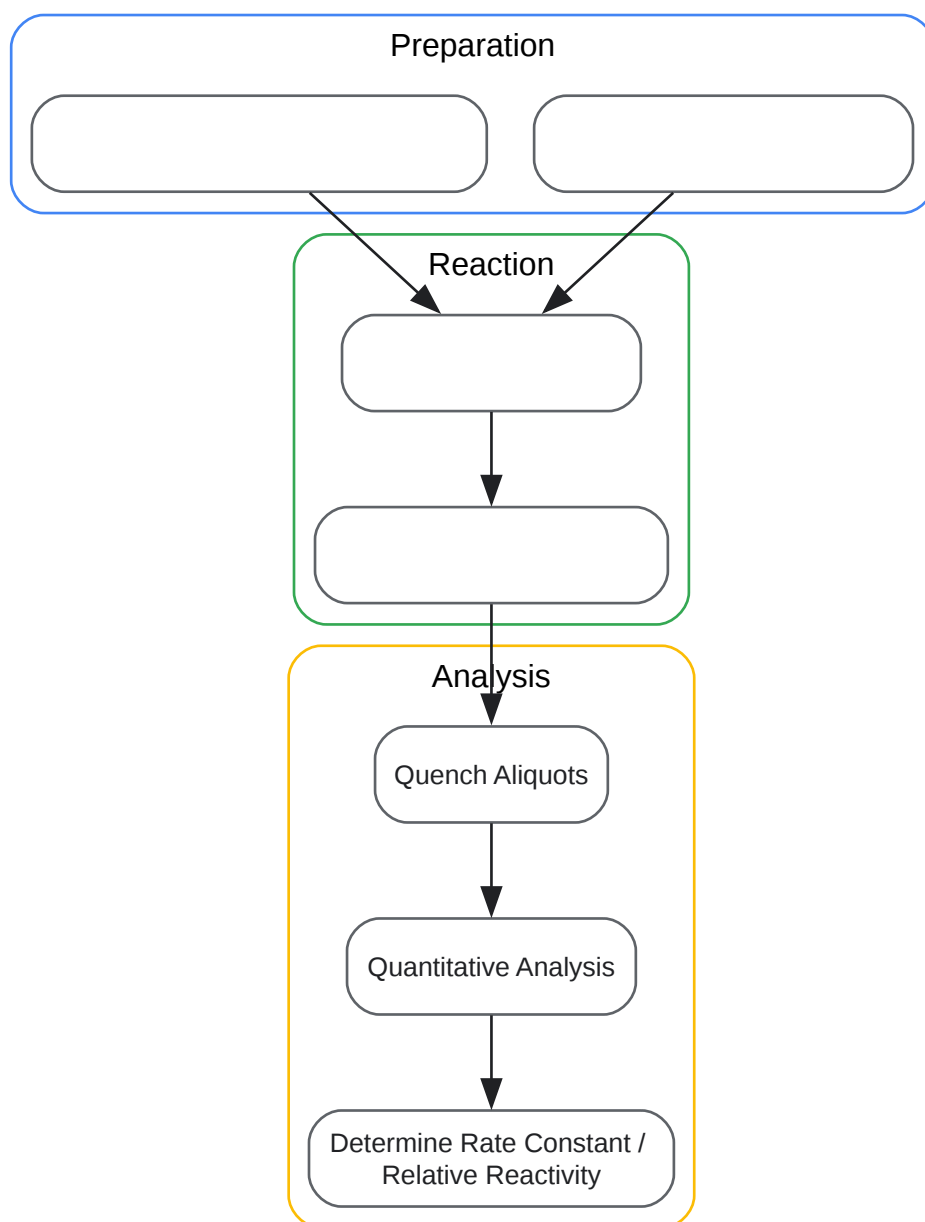 Preparation
Reaction
Analysis
Quench Aliquots
Quantitative Analysis
Determine Rate Constant /
Relative Reactivity